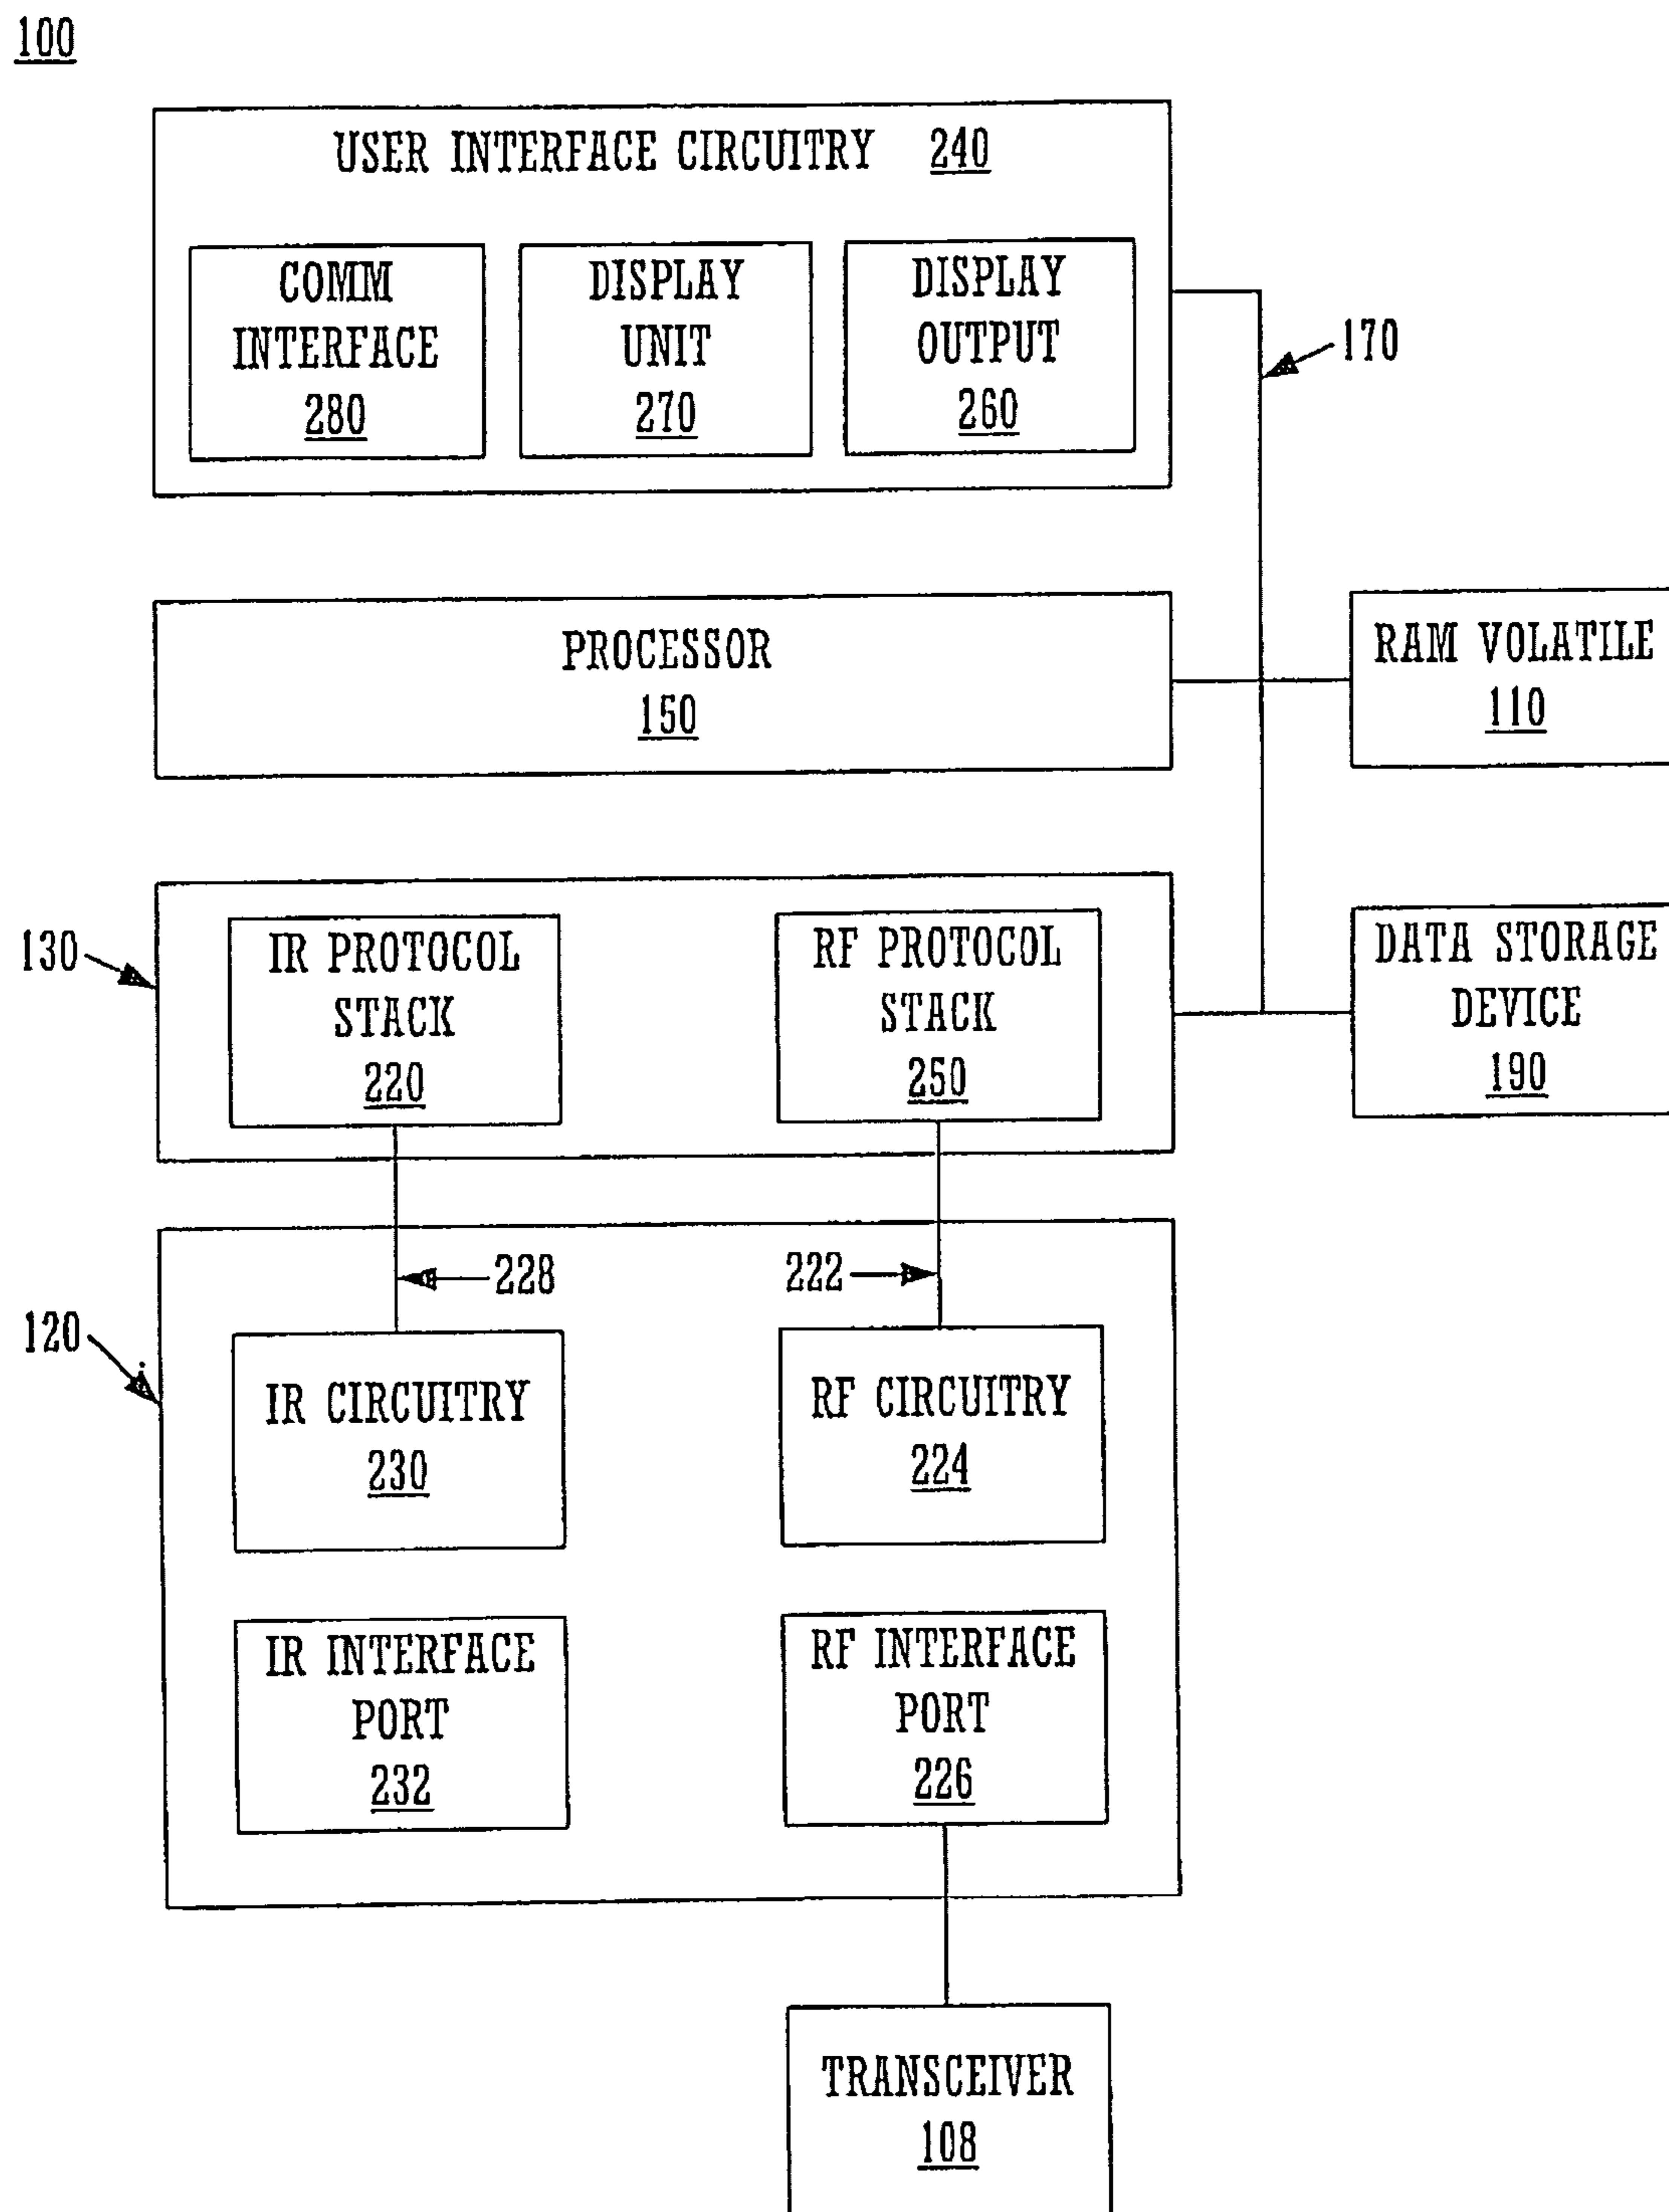 100
USER INTERFACE CIRCUITRY 240
COMM
INTERFACE
280
DISPLAY
UNIT
270
DISPLAY
OUTPUT
260
170
PROCESSOR
150
RAM VOLATILE
110
130
IR PROTOCOL
STACK
220
RF PROTOCOL
STACK
250
DATA STORAGE
DEVICE
190
228
222
120
IR CIRCUITRY
230
RF CIRCUITRY
224
IR INTERFACE
PORT
232
RF INTERFACE
PORT
226
TRANSCEIVER
108